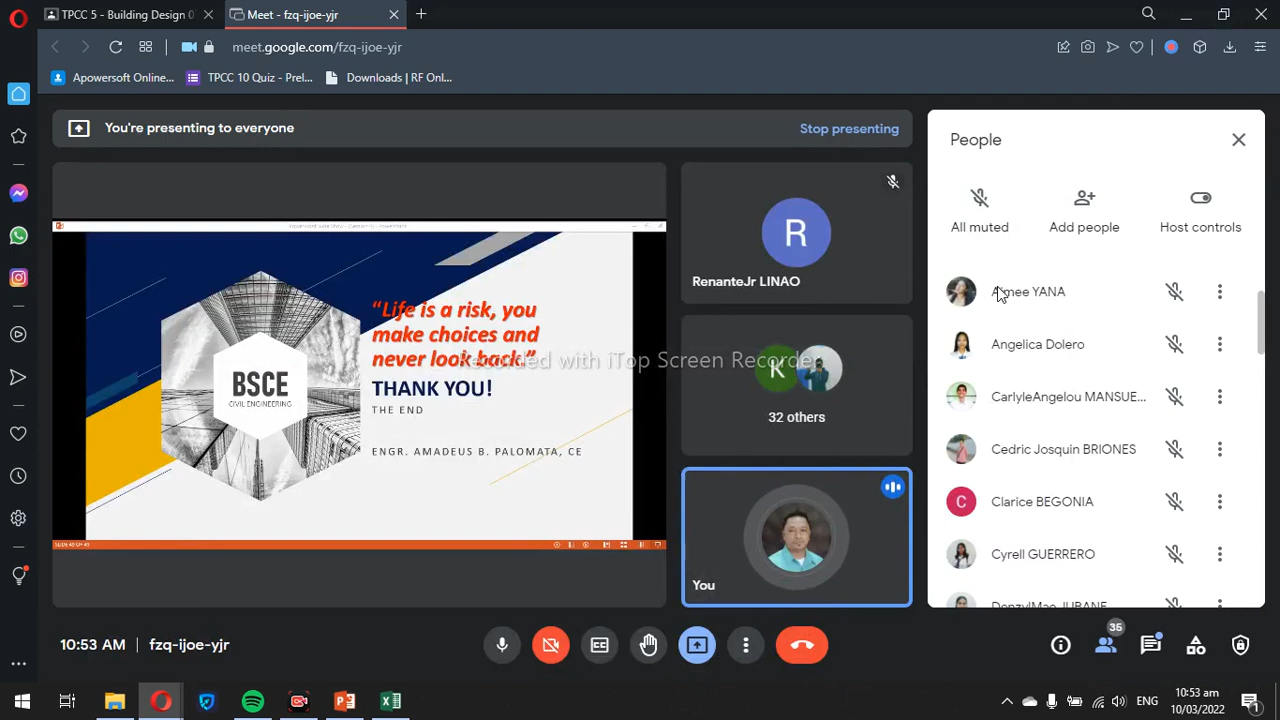 TPCC 5 - Building Design 0
Meet - fzq-ijoe-yjr
meet.google.com/fzq-ijoe-yjr
Apowersoft Online...
TPCC 10 Quiz - Prel...
Downloads | RF Onl...
You're presenting to everyone
Stop presenting
People
All muted
Add people
Host controls
R
RenanteJr LINAO
K
32 others
You
"Life is a risk, you
make choices and
never look back."
THANK YOU!
THE END
ENGR. AMADEUS B. PALOMATA, CE
BSCE
CIVIL ENGINEERING
Recorded with iTop Screen Recorder
Aimee YANA
Angelica Dolero
CarlyleAngelou MANSUE...
Cedric Josquin BRIONES
C
Clarice BEGONIA
Cyrell GUERRERO
DenzylMae JUBANE
10:53 AM
fzq-ijoe-yjr
35
ENG
10:53 am
10/03/2022
1